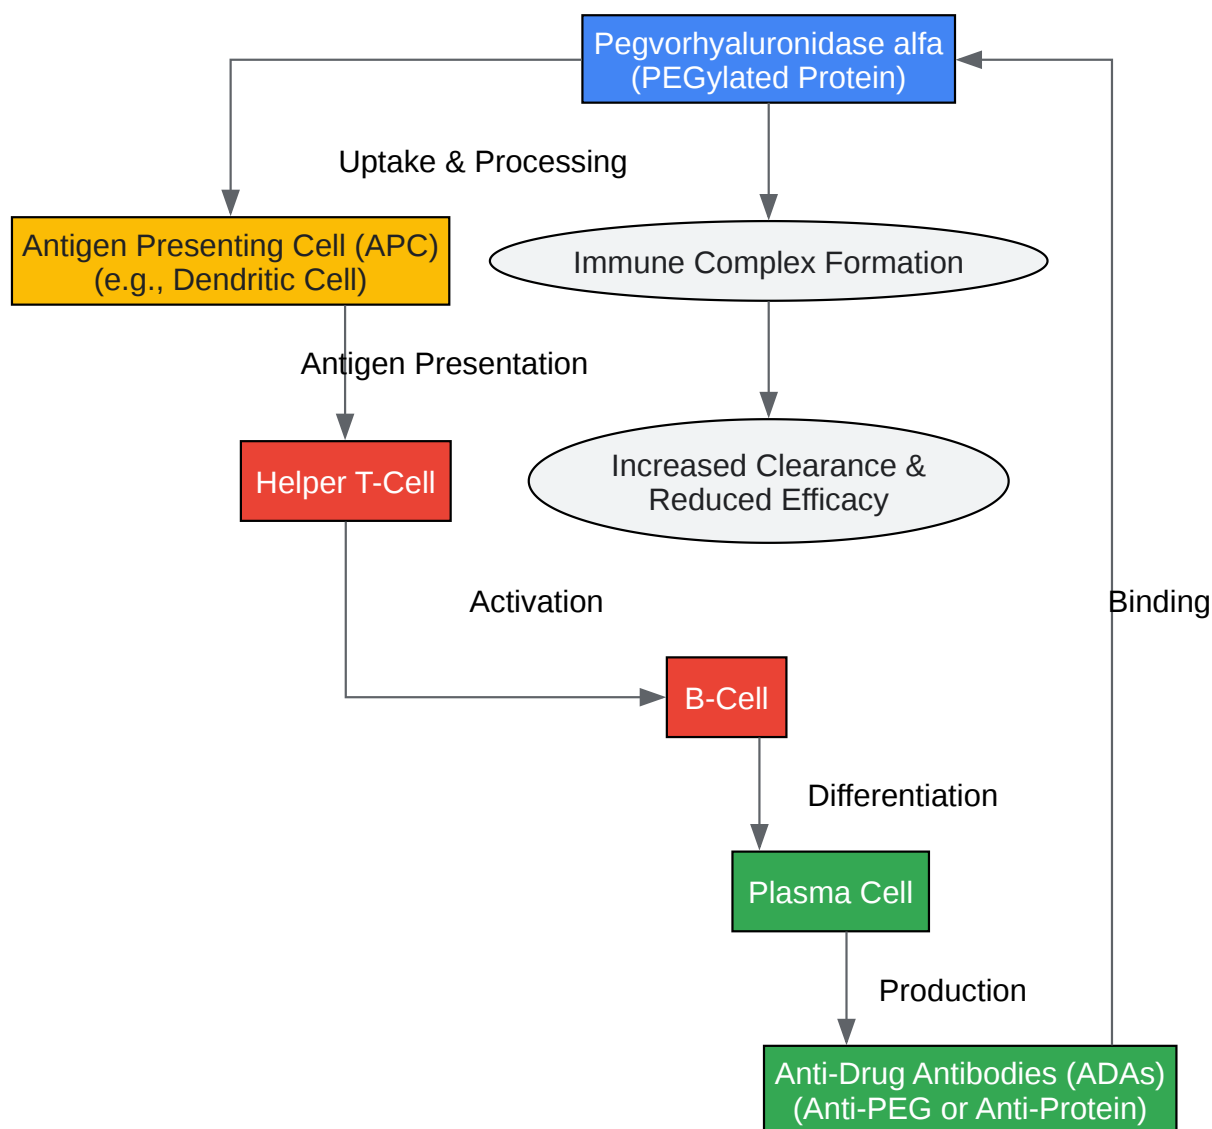 Pegvorhyaluronidase alfa
(PEGylated Protein)
Uptake & Processing
Antigen Presenting Cell (APC)
(e.g., Dendritic Cell)
Immune Complex Formation
Antigen Presentation
Helper T-Cell
Increased Clearance &
Reduced Efficacy
Activation
Binding
B-Cell
Differentiation
Plasma Cell
Production
Anti-Drug Antibodies (ADAs)
(Anti-PEG or Anti-Protein)